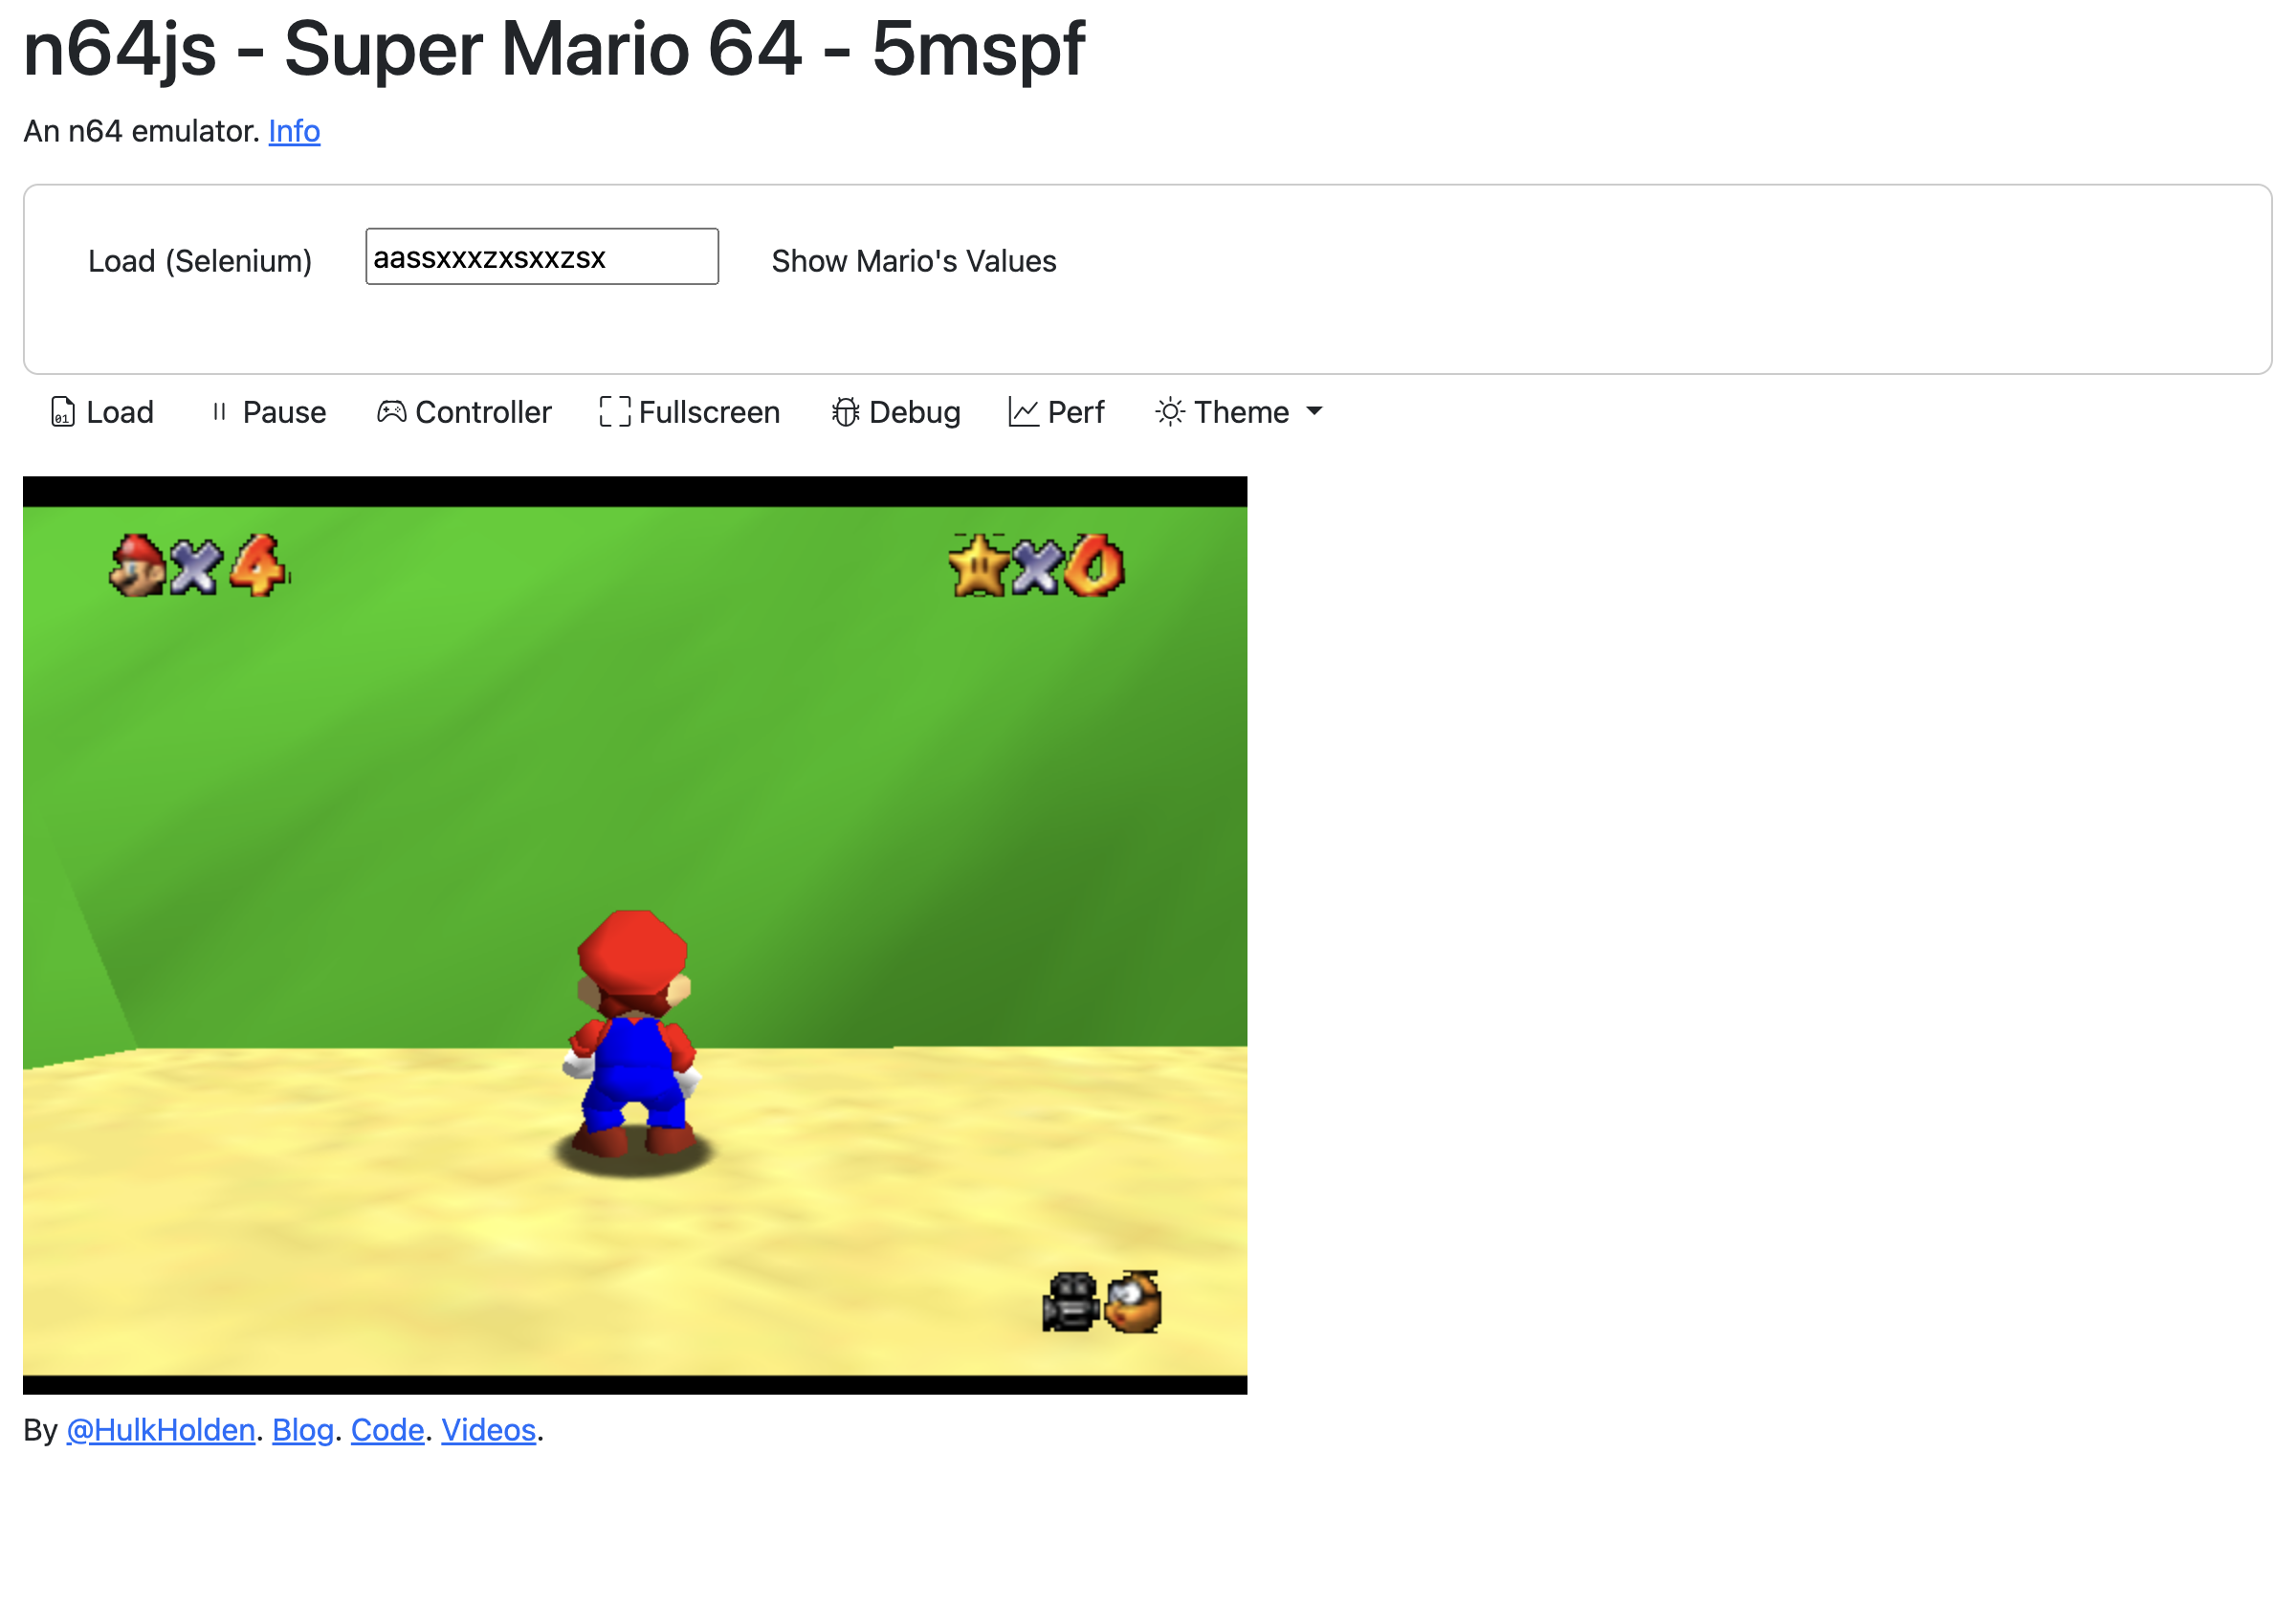 n64js - Super Mario 64 - 5mspf
An n64 emulator. Info
Load (Selenium) aassxxxzxsxxzsx Show Mario's Values
01 Load Pause Controller Fullscreen Debug Perf Theme
×4 ×0
By @HulkHolden. Blog. Code. Videos.